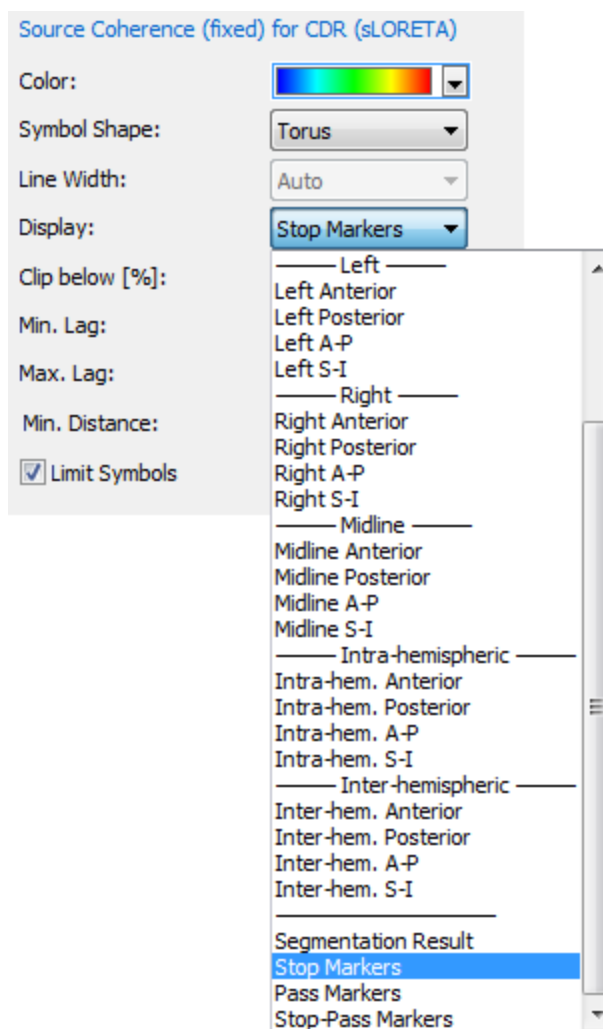 Source Coherence (fixed) for CDR (sLORETA)
Color:
Symbol Shape: Torus
Line Width: Auto
Display: Stop Markers
Clip below [%]:
Min. Lag:
Max. Lag:
Min. Distance:
Limit Symbols
Left
Left Anterior
Left Posterior
Left A-P
Left S-I
Right
Right Anterior
Right Posterior
Right A-P
Right S-I
Midline
Midline Anterior
Midline Posterior
Midline A-P
Midline S-I
Intra-hemispheric
Intra-hem. Anterior
Intra-hem. Posterior
Intra-hem. A-P
Intra-hem. S-I
Inter-hemispheric
Inter-hem. Anterior
Inter-hem. Posterior
Inter-hem. A-P
Inter-hem. S-I
Segmentation Result
Stop Markers
Pass Markers
Stop-Pass Markers